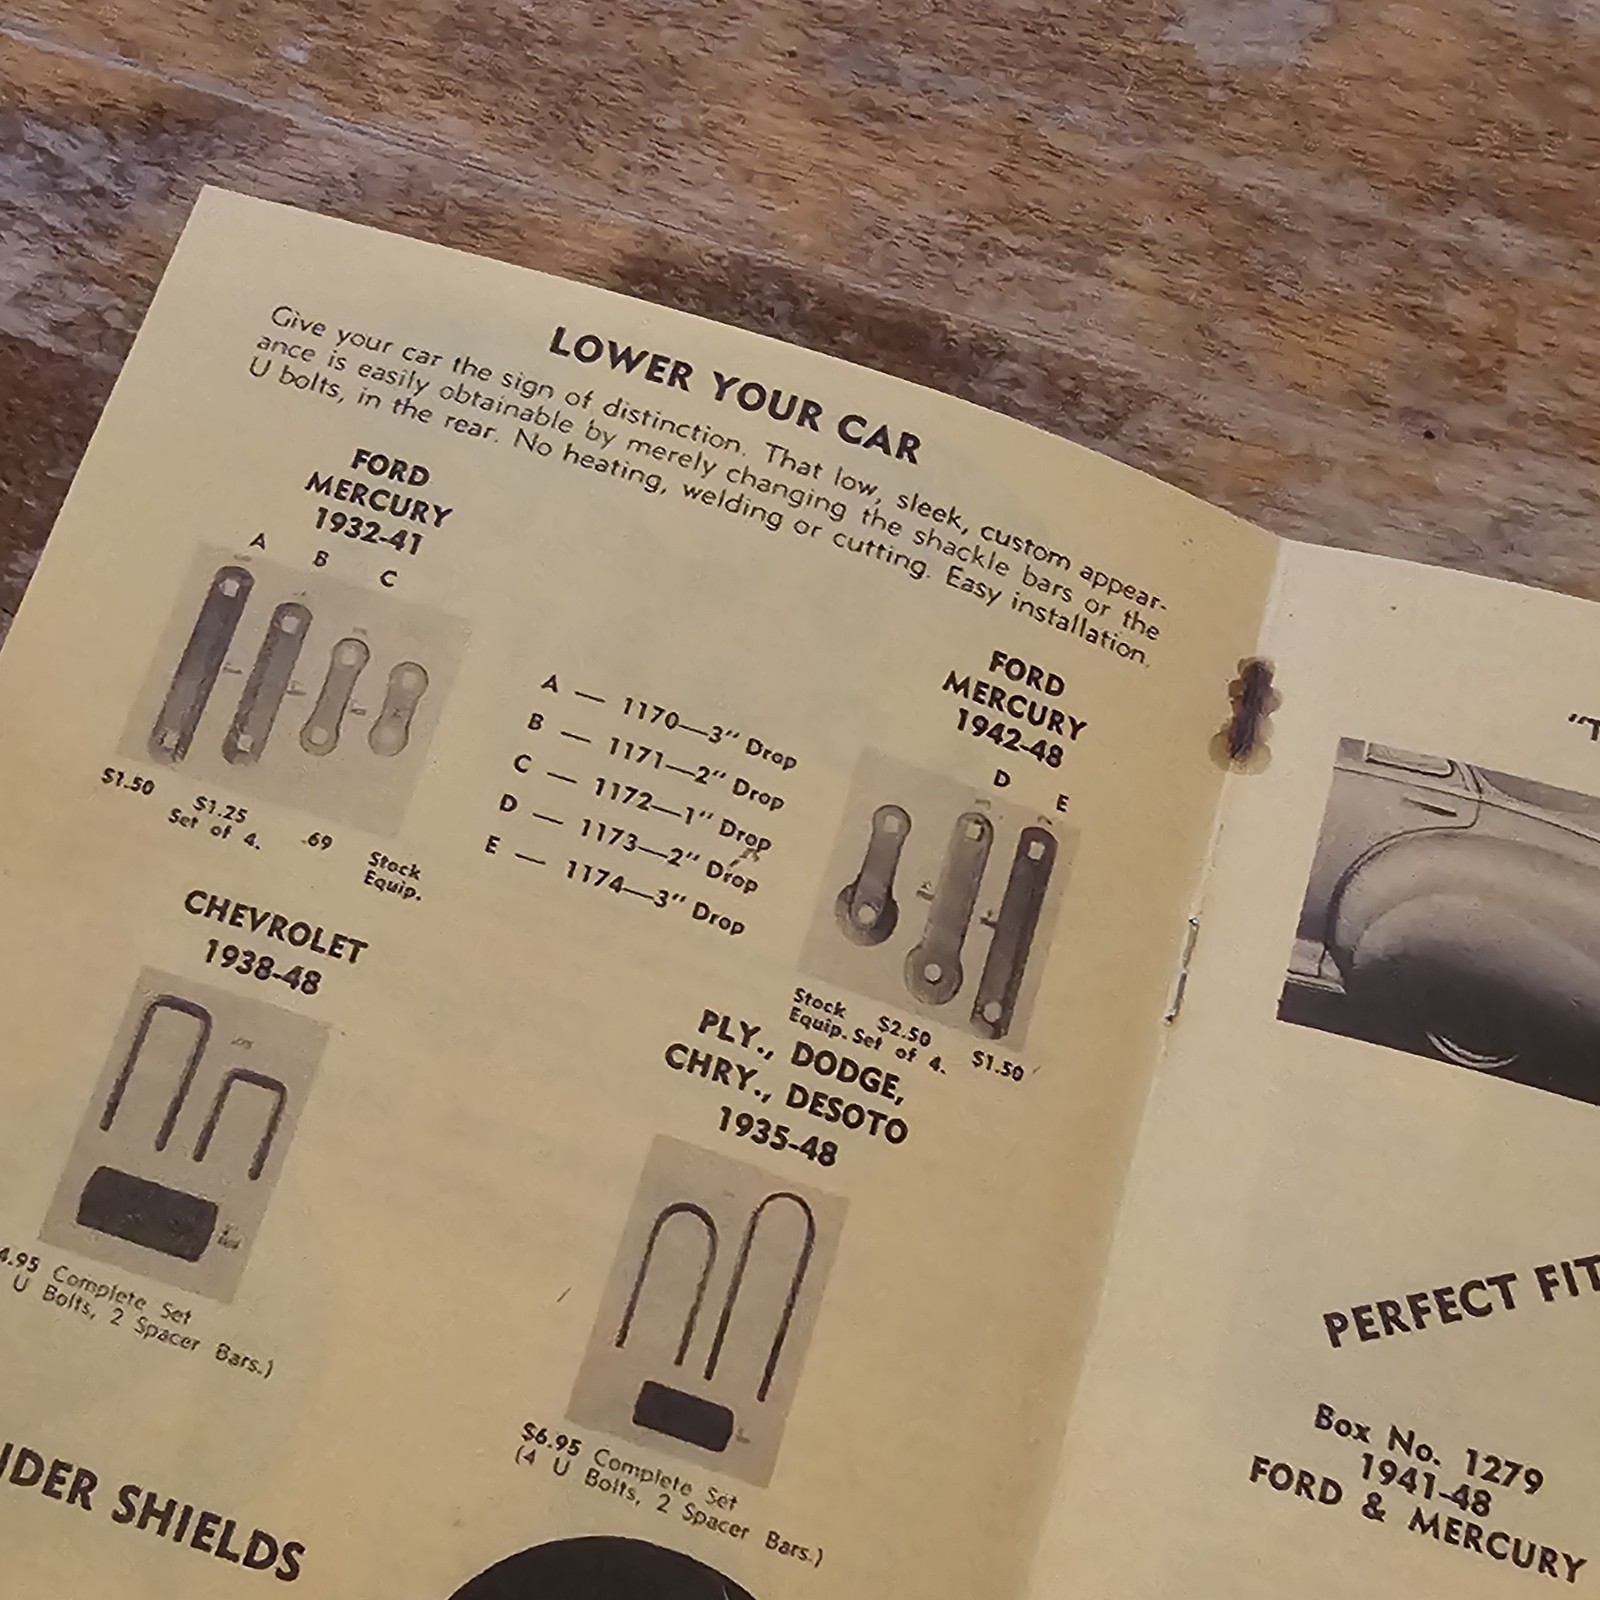 LOWER YOUR CAR
Give your car the sign of distinction. That low, sleek, custom appear-
ance is easily obtainable by merely changing the shackle bars or the
U bolts, in the rear. No heating, welding or cutting. Easy installation.
FORD
MERCURY
1932-41
A B C
$1.50 $1.25 .69 Stock
Set of 4. Equip.
A — 1170—3" Drop
B — 1171—2" Drop
C — 1172—1" Drop
D — 1173—2" Drop
E — 1174—3" Drop
FORD
MERCURY
1942-48
D E
Stock $2.50 $1.50
Equip. Set of 4.
CHEVROLET
1938-48
4.95 Complete Set
U Bolts, 2 Spacer Bars.)
PLY., DODGE,
CHRY., DESOTO
1935-48
$6.95 Complete Set
(4 U Bolts, 2 Spacer Bars.)
SHIELDS
"T
PERFECT FIT
Box No. 1279
1941-48
FORD & MERCURY